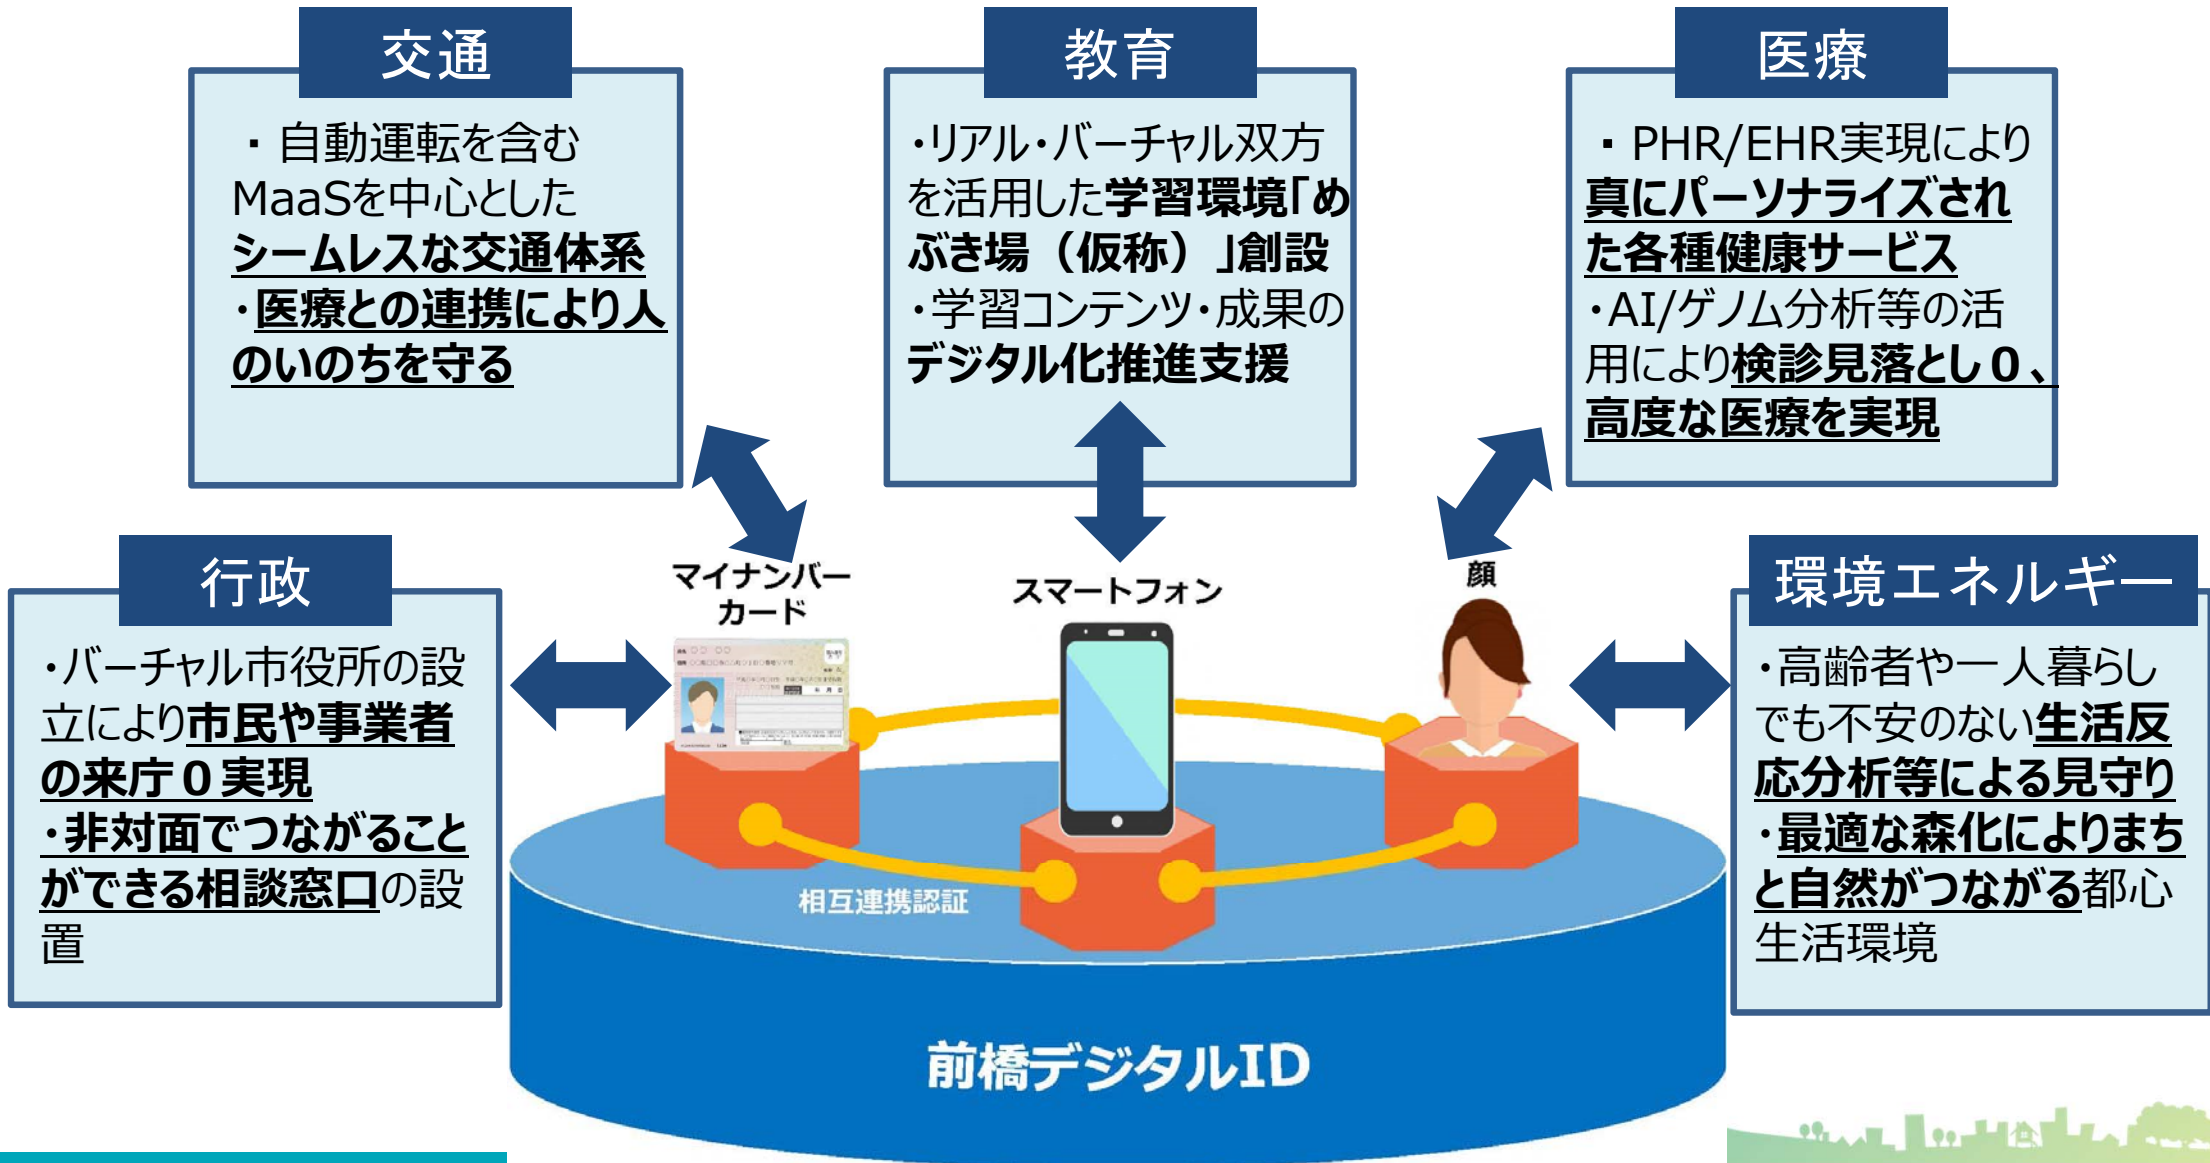 交通
・自動運転を含む
MaaSを中心とした
シームレスな交通体系
・医療との連携により人
のいのちを守る
教育
・リアル・バーチャル双方
を活用した学習環境「め
ぶき場（仮称）」創設
・学習コンテンツ・成果の
デジタル化推進支援
医療
・PHR/EHR実現により
真にパーソナライズされ
た各種健康サービス
・AI/ゲノム分析等の活
用により検診見落とし０、
高度な医療を実現
行政
・バーチャル市役所の設
立により市民や事業者
の来庁０実現
・非対面でつながること
ができる相談窓口の設
置
マイナンバー
カード
スマートフォン
顔
環境エネルギー
・高齢者や一人暮らし
でも不安のない生活反
応分析等による見守り
・最適な森化によりまち
と自然がつながる都心
生活環境
相互連携認証
前橋デジタルID